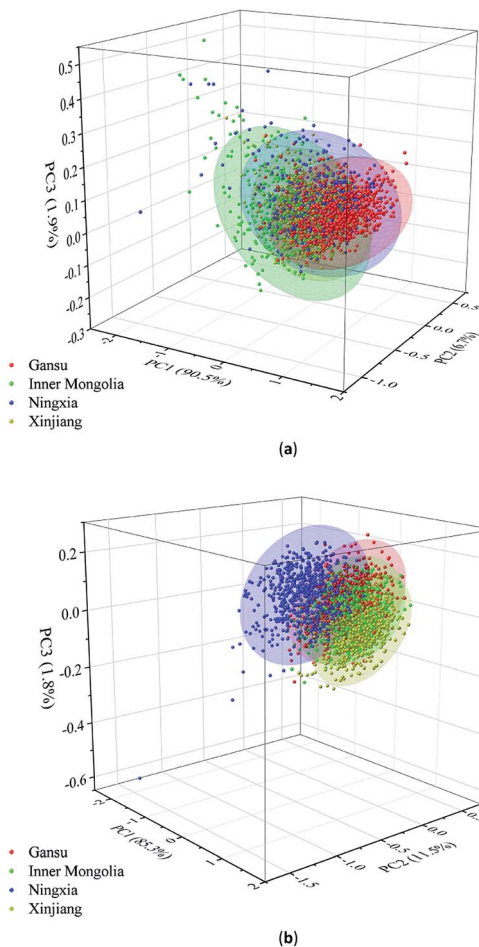 0.5
0.4
0.3
0.2
0.1
0.0
-0.1
-0.2
-0.3
PC3 (1.9%)
-2
-1
0
1
2
PC1 (90.5%)
0.5
0.0
-0.5
-1.0
PC2 (6.7%)
Gansu
Inner Mongolia
Ningxia
Xinjiang
(a)
0.2
0.0
-0.2
-0.4
-0.6
PC3 (1.8%)
-2
-1
0
1
2
PC1 (85.3%)
0.5
0.0
-0.5
-1.0
-1.5
PC2 (11.5%)
Gansu
Inner Mongolia
Ningxia
Xinjiang
(b)